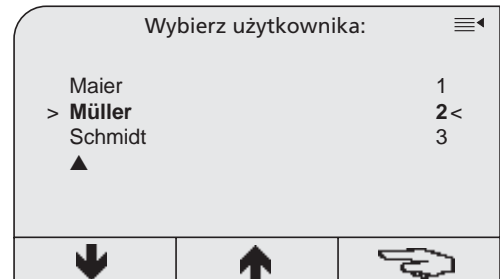 Wybierz użytkownika:
Maier 1
> Müller 2<
Schmidt 3